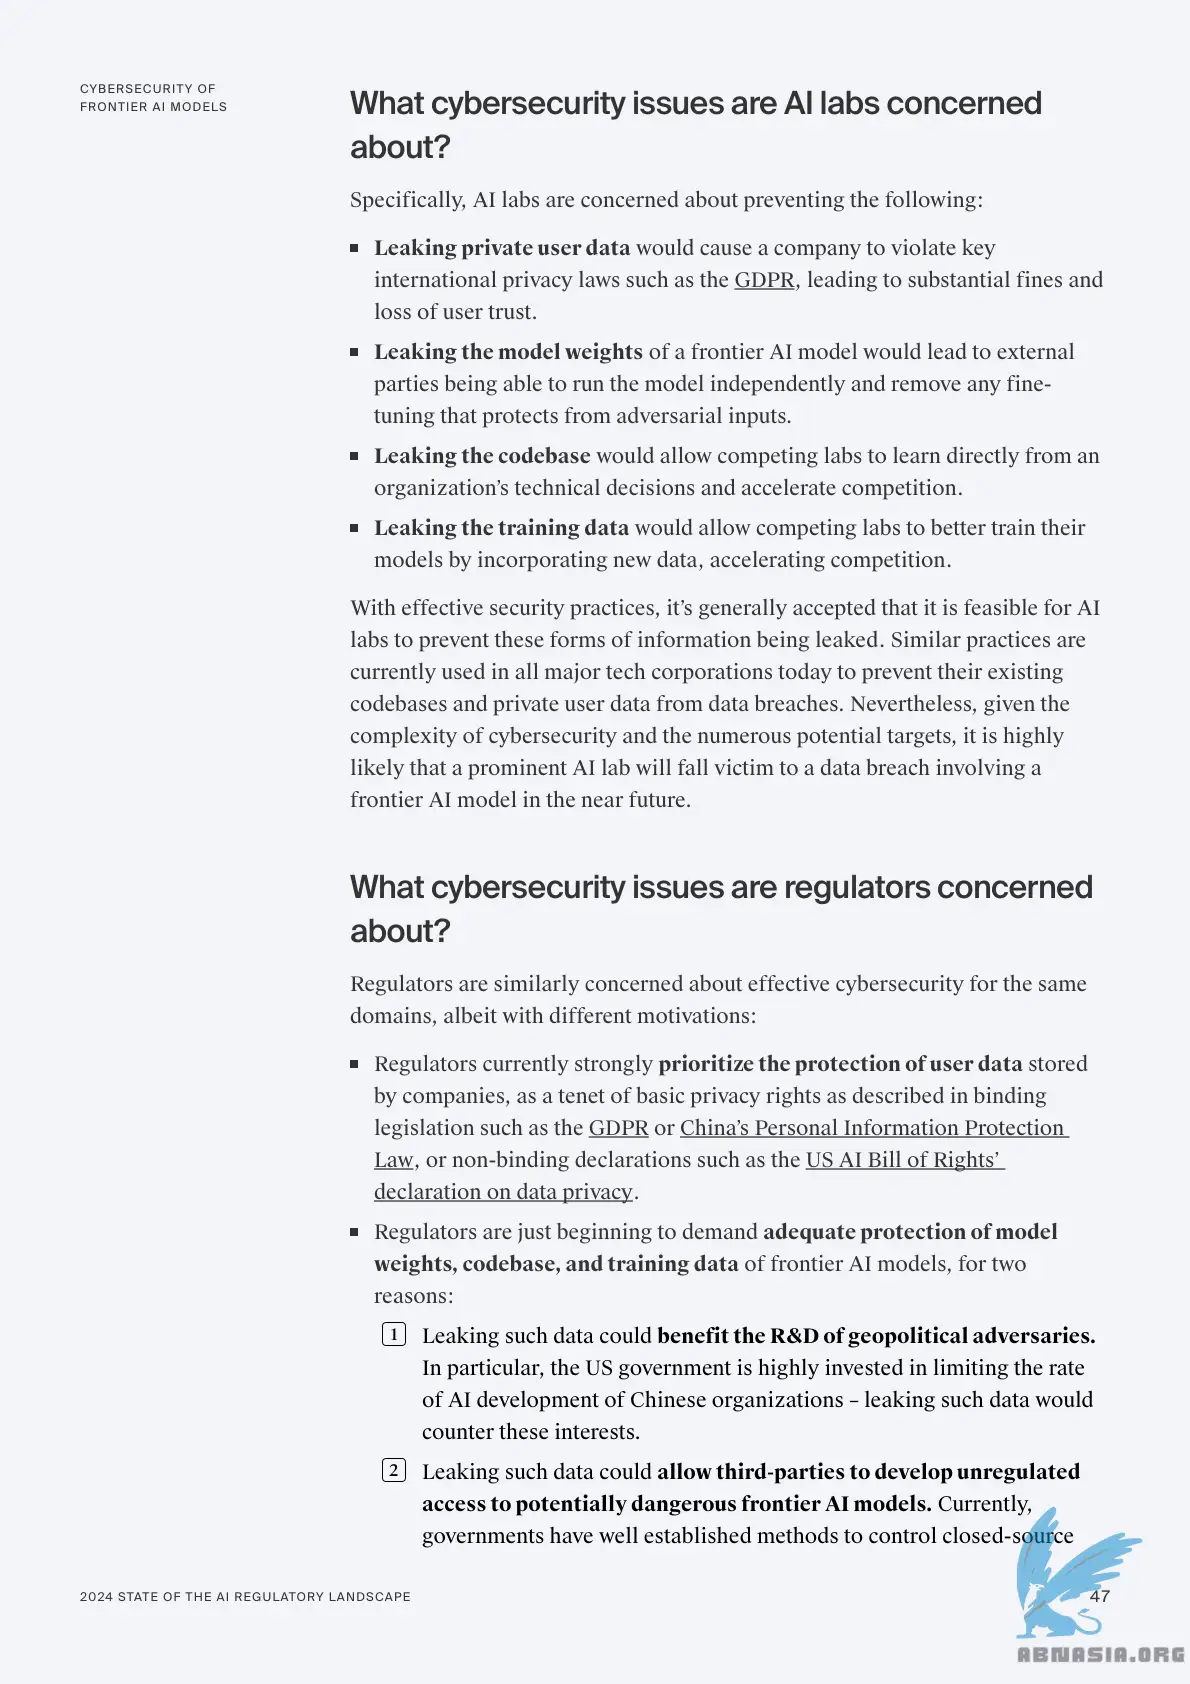 CYBERSECURITY OF
FRONTIER AI MODELS
What cybersecurity issues are AI labs concerned
about?
Specifically, AI labs are concerned about preventing the following:
Leaking private user data would cause a company to violate key
international privacy laws such as the GDPR, leading to substantial fines and
loss of user trust.
Leaking the model weights of a frontier AI model would lead to external
parties being able to run the model independently and remove any fine-
tuning that protects from adversarial inputs.
Leaking the codebase would allow competing labs to learn directly from an
organization’s technical decisions and accelerate competition.
Leaking the training data would allow competing labs to better train their
models by incorporating new data, accelerating competition.
With effective security practices, it’s generally accepted that it is feasible for AI
labs to prevent these forms of information being leaked. Similar practices are
currently used in all major tech corporations today to prevent their existing
codebases and private user data from data breaches. Nevertheless, given the
complexity of cybersecurity and the numerous potential targets, it is highly
likely that a prominent AI lab will fall victim to a data breach involving a
frontier AI model in the near future.
What cybersecurity issues are regulators concerned
about?
Regulators are similarly concerned about effective cybersecurity for the same
domains, albeit with different motivations:
Regulators currently strongly prioritize the protection of user data stored
by companies, as a tenet of basic privacy rights as described in binding
legislation such as the GDPR or China’s Personal Information Protection
Law, or non-binding declarations such as the US AI Bill of Rights’
declaration on data privacy.
Regulators are just beginning to demand adequate protection of model
weights, codebase, and training data of frontier AI models, for two
reasons:
1 Leaking such data could benefit the R&D of geopolitical adversaries.
In particular, the US government is highly invested in limiting the rate
of AI development of Chinese organizations – leaking such data would
counter these interests.
2 Leaking such data could allow third-parties to develop unregulated
access to potentially dangerous frontier AI models. Currently,
governments have well established methods to control closed-source
2024 STATE OF THE AI REGULATORY LANDSCAPE
47
ABNASIA.ORG